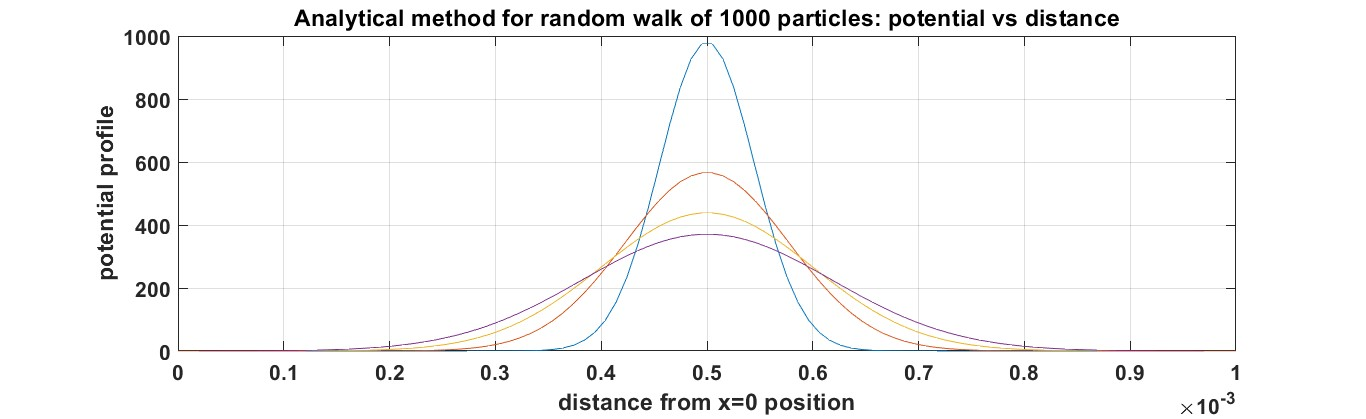 Analytical method for random walk of 1000 particles: potential vs distance
potential profile
1000
800
600
400
200
0
0 0.1 0.2 0.3 0.4 0.5 0.6 0.7 0.8 0.9 1
distance from x=0 position
×10-3